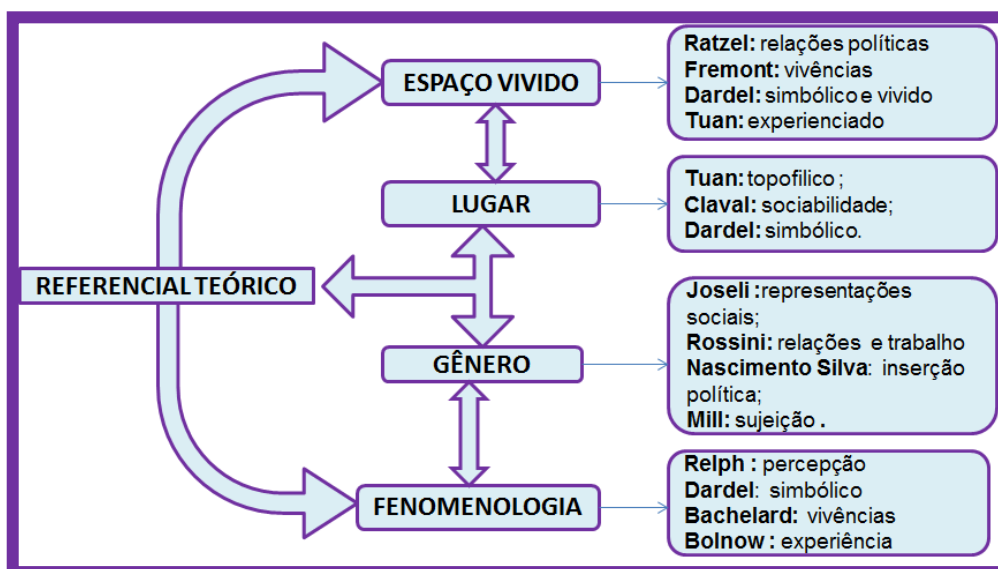 ESPAÇO VIVIDO
Ratzel: relações políticas
Fremont: vivências
Dardel: simbólico e vivido
Tuan: experienciado
LUGAR
Tuan: topofílico ;
Claval: sociabilidade;
Dardel: simbólico.
REFERENCIAL TEÓRICO
GÊNERO
Joseli :representações
sociais;
Rossini: relações e trabalho
Nascimento Silva: inserção
política;
Mill: sujeição .
FENOMENOLOGIA
Relph : percepção
Dardel: simbólico
Bachelard: vivências
Bolnow : experiência